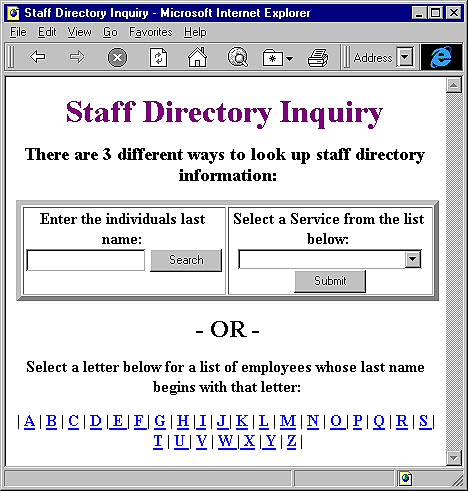 Staff Directory Inquiry - Microsoft Internet Explorer
File Edit View Go Favorites Help
Address
Staff Directory Inquiry
There are 3 different ways to look up staff directory
information:
Enter the individuals last
name:
Search
Select a Service from the list
below:
Submit
- OR -
Select a letter below for a list of employees whose last name
begins with that letter:
| A | B | C | D | E | F | G | H | I | J | K | L | M | N | O | P | Q | R | S |
T | U | V | W | X | Y | Z |